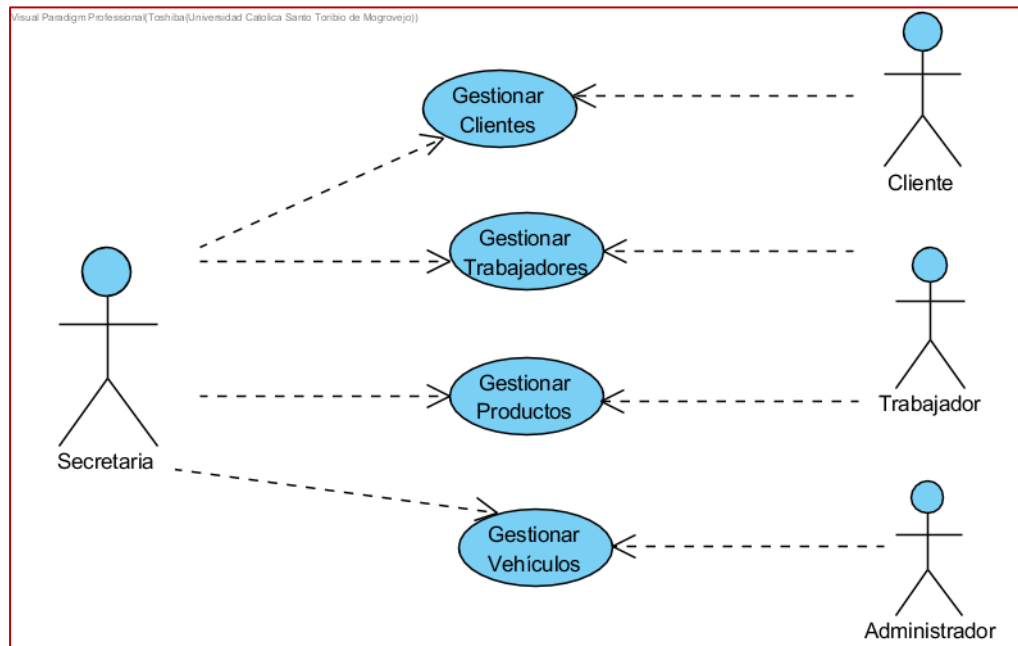 Visual Paradigm Professional(Toshiba(Universidad Catolica Santo Toribio de Mogrovejo))
Gestionar
Clientes
Cliente
Gestionar
Trabajadores
Trabajador
Gestionar
Productos
Secretaria
Gestionar
Vehículos
Administrador